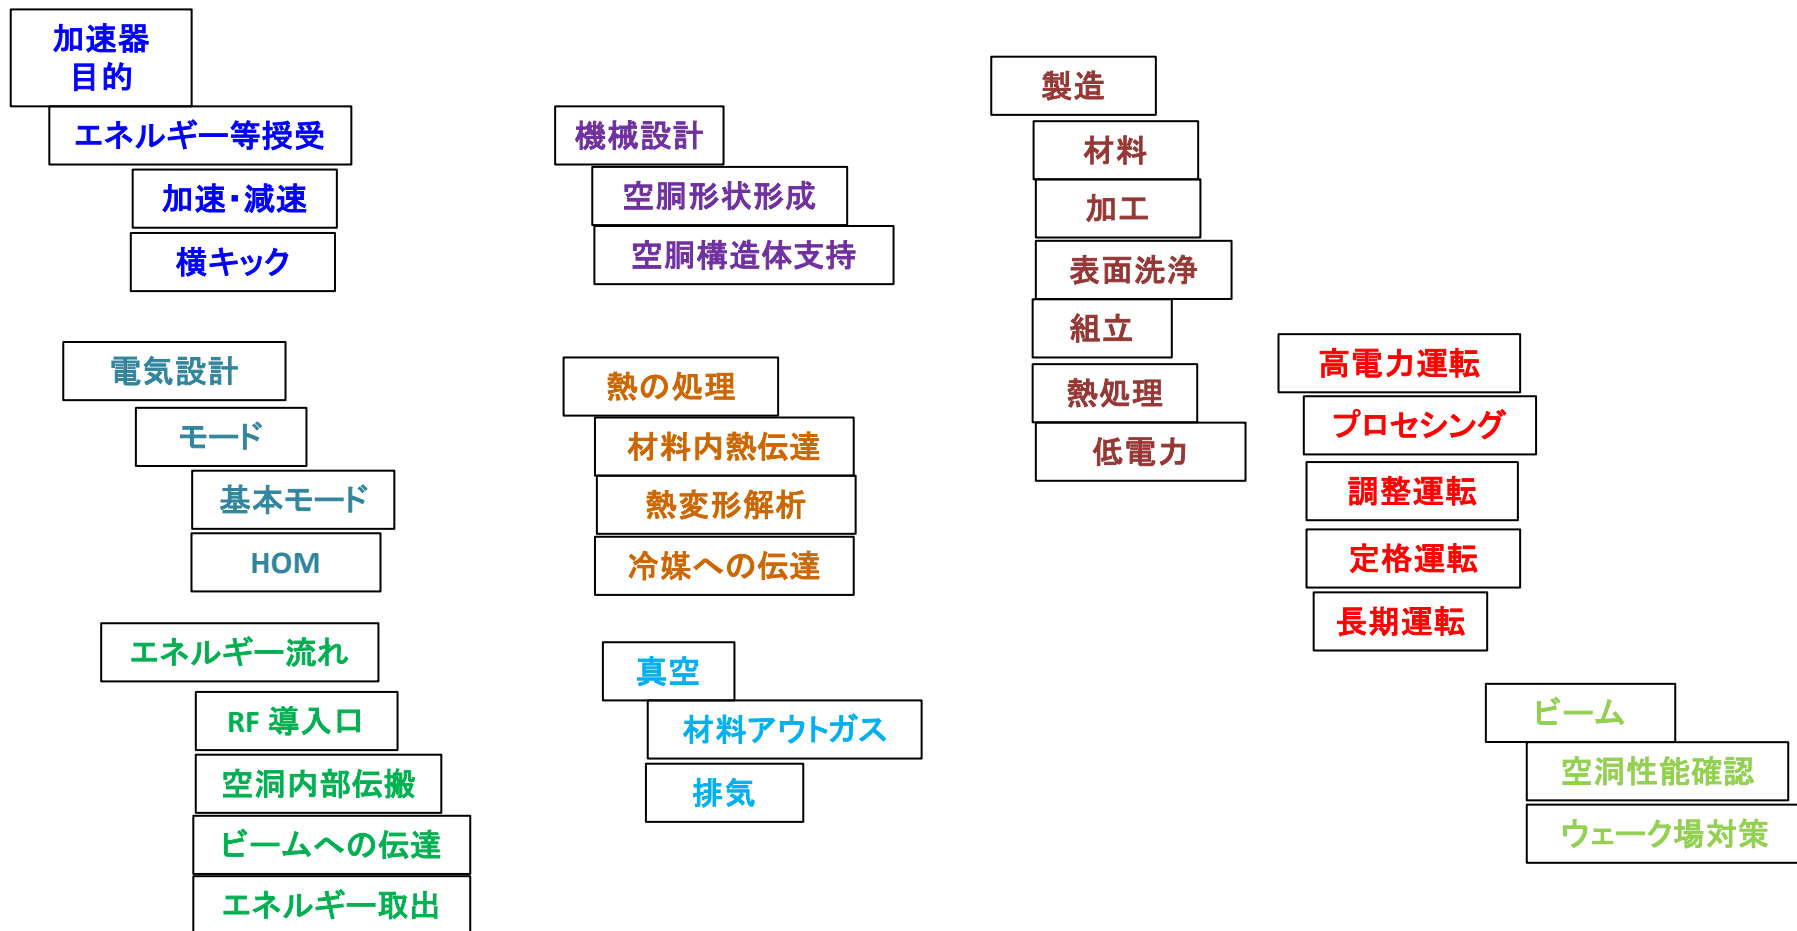 加速器
目的
エネルギー等授受
加速・減速
横キック
電気設計
モード
基本モード
HOM
エネルギー流れ
RF 導入口
空洞内部伝搬
ビームへの伝達
エネルギー取出
機械設計
空胴形状形成
空胴構造体支持
熱の処理
材料内熱伝達
熱変形解析
冷媒への伝達
真空
材料アウトガス
排気
製造
材料
加工
表面洗浄
組立
熱処理
低電力
高電力運転
プロセシング
調整運転
定格運転
長期運転
ビーム
空洞性能確認
ウェーク場対策